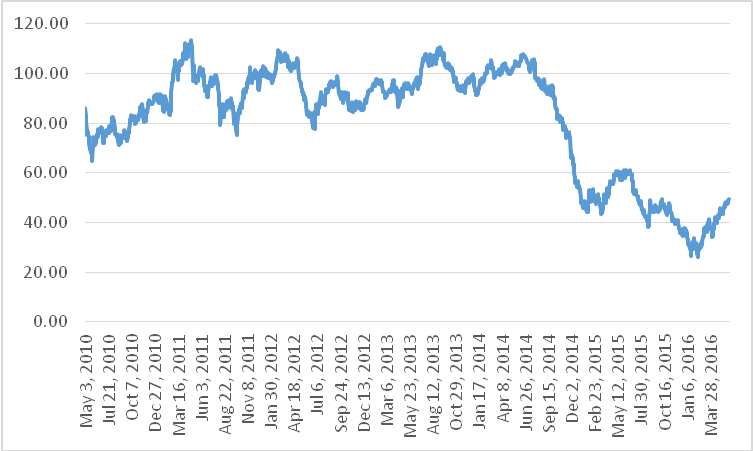 120.00
100.00
80.00
60.00
40.00
20.00
0.00
May 3, 2010
Jul 21, 2010
Oct 7, 2010
Dec 27, 2010
Mar 16, 2011
Jun 3, 2011
Aug 22, 2011
Nov 8, 2011
Jan 30, 2012
Apr 18, 2012
Jul 6, 2012
Sep 24, 2012
Dec 13, 2012
Mar 6, 2013
May 23, 2013
Aug 12, 2013
Oct 29, 2013
Jan 17, 2014
Apr 8, 2014
Jun 26, 2014
Sep 15, 2014
Dec 2, 2014
Feb 23, 2015
May 12, 2015
Jul 30, 2015
Oct 16, 2015
Jan 6, 2016
Mar 28, 2016